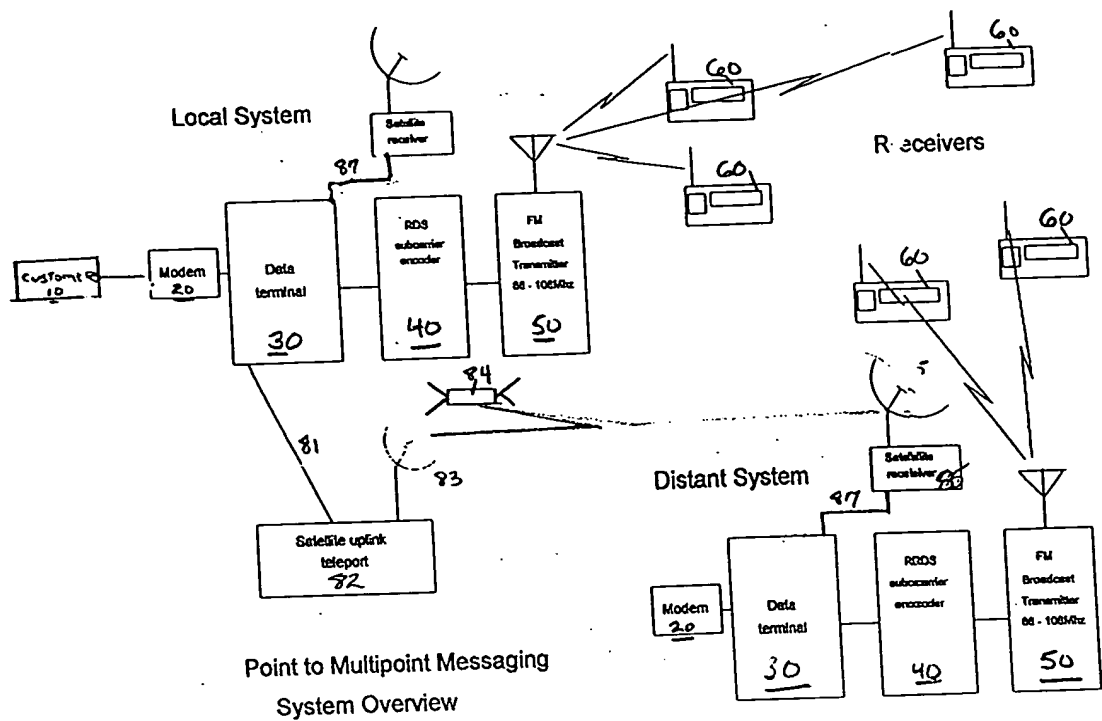 60
60
Local System
Satellite
receiver
Receivers
87
60
60
RDS
subcarrier
encoder
40
FM
Broadcast
Transmitter
88 - 108Mhz
50
Customer
10
Modem
20
Data
terminal
30
60
84
81
83
Satellite
receiver
Distant System
87
Satellite uplink
teleport
82
Modem
20
Data
terminal
30
RRDS
subcarrier
encoder
40
FM
Broadcast
Transmitter
88 - 108Mhz
50
Point to Multipoint Messaging
System Overview